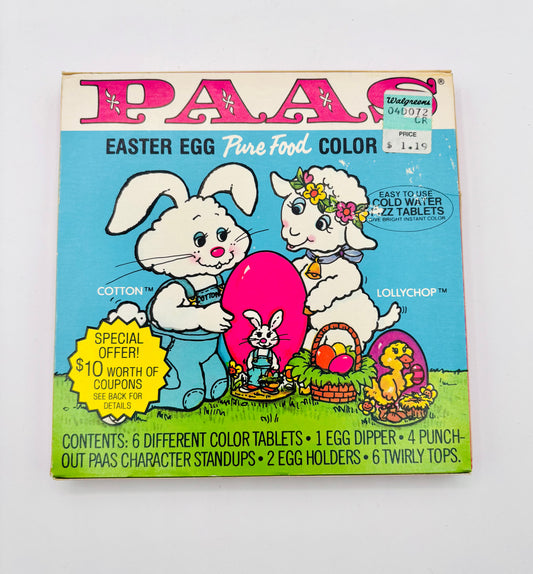 PAAS®
Walgreens
04D072
CR
PRICE
$ 1.19
EASTER EGG Pure Food COLOR
EASY TO USE
COLD WATER
FIZZ TABLETS
GIVE BRIGHT INSTANT COLOR
COTTON™
LOLLYCHOP™
COTTON
SPECIAL
OFFER!
$10 WORTH OF
COUPONS
SEE BACK FOR
DETAILS
CONTENTS: 6 DIFFERENT COLOR TABLETS • 1 EGG DIPPER • 4 PUNCH-
OUT PAAS CHARACTER STANDUPS • 2 EGG HOLDERS • 6 TWIRLY TOPS.